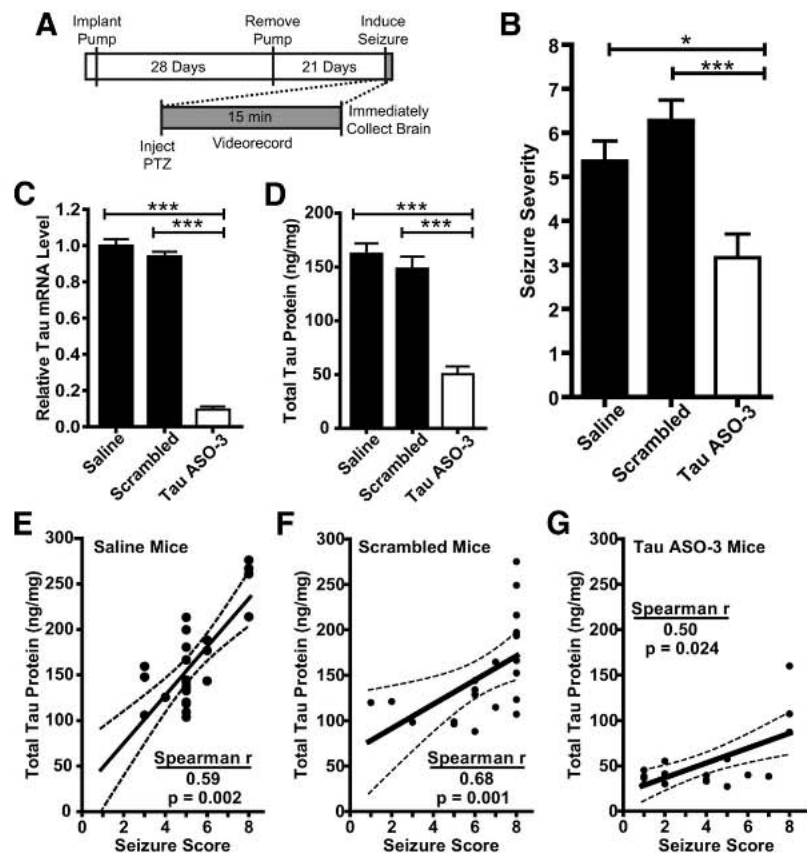 A
Implant
Pump
Remove
Pump
Induce
Seizure
28 Days
21 Days
15 min
Immediately
Collect Brain
Inject
PTZ
Videorecord
B
Seizure Severity
8
7
6
5
4
3
2
1
0
*
***
Saline
Scrambled
Tau ASO-3
C
Relative Tau mRNA Level
1.2
1.0
0.8
0.6
0.4
0.2
0.0
***
***
Saline
Scrambled
Tau ASO-3
D
Total Tau Protein (ng/mg)
200
150
100
50
0
***
***
Saline
Scrambled
Tau ASO-3
E
Saline Mice
Total Tau Protein (ng/mg)
300
250
200
150
100
50
0
Spearman r
0.59
p = 0.002
0 2 4 6 8
Seizure Score
F
Scrambled Mice
300
250
200
150
100
50
0
Spearman r
0.68
p = 0.001
0 2 4 6 8
Seizure Score
G
Tau ASO-3 Mice
Total Tau Protein (ng/mg)
300
250
200
150
100
50
0
Spearman r
0.50
p = 0.024
0 2 4 6 8
Seizure Score